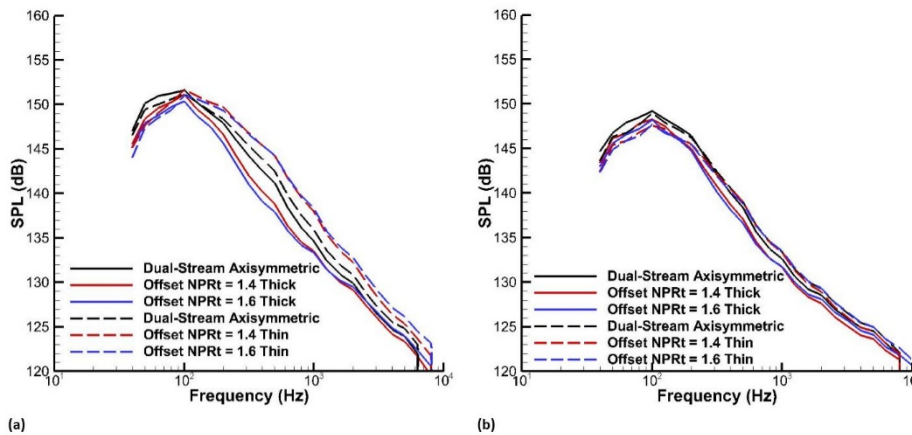 160
155
150
145
140
135
130
125
120
SPL (dB)
Dual-Stream Axisymmetric
Offset NPRt = 1.4 Thick
Offset NPRt = 1.6 Thick
Dual-Stream Axisymmetric
Offset NPRt = 1.4 Thin
Offset NPRt = 1.6 Thin
10¹ 10² 10³ 10⁴
Frequency (Hz)
(a)
160
155
150
145
140
135
130
125
120
SPL (dB)
Dual-Stream Axisymmetric
Offset NPRt = 1.4 Thick
Offset NPRt = 1.6 Thick
Dual-Stream Axisymmetric
Offset NPRt = 1.4 Thin
Offset NPRt = 1.6 Thin
10¹ 10² 10³
Frequency (Hz)
(b)